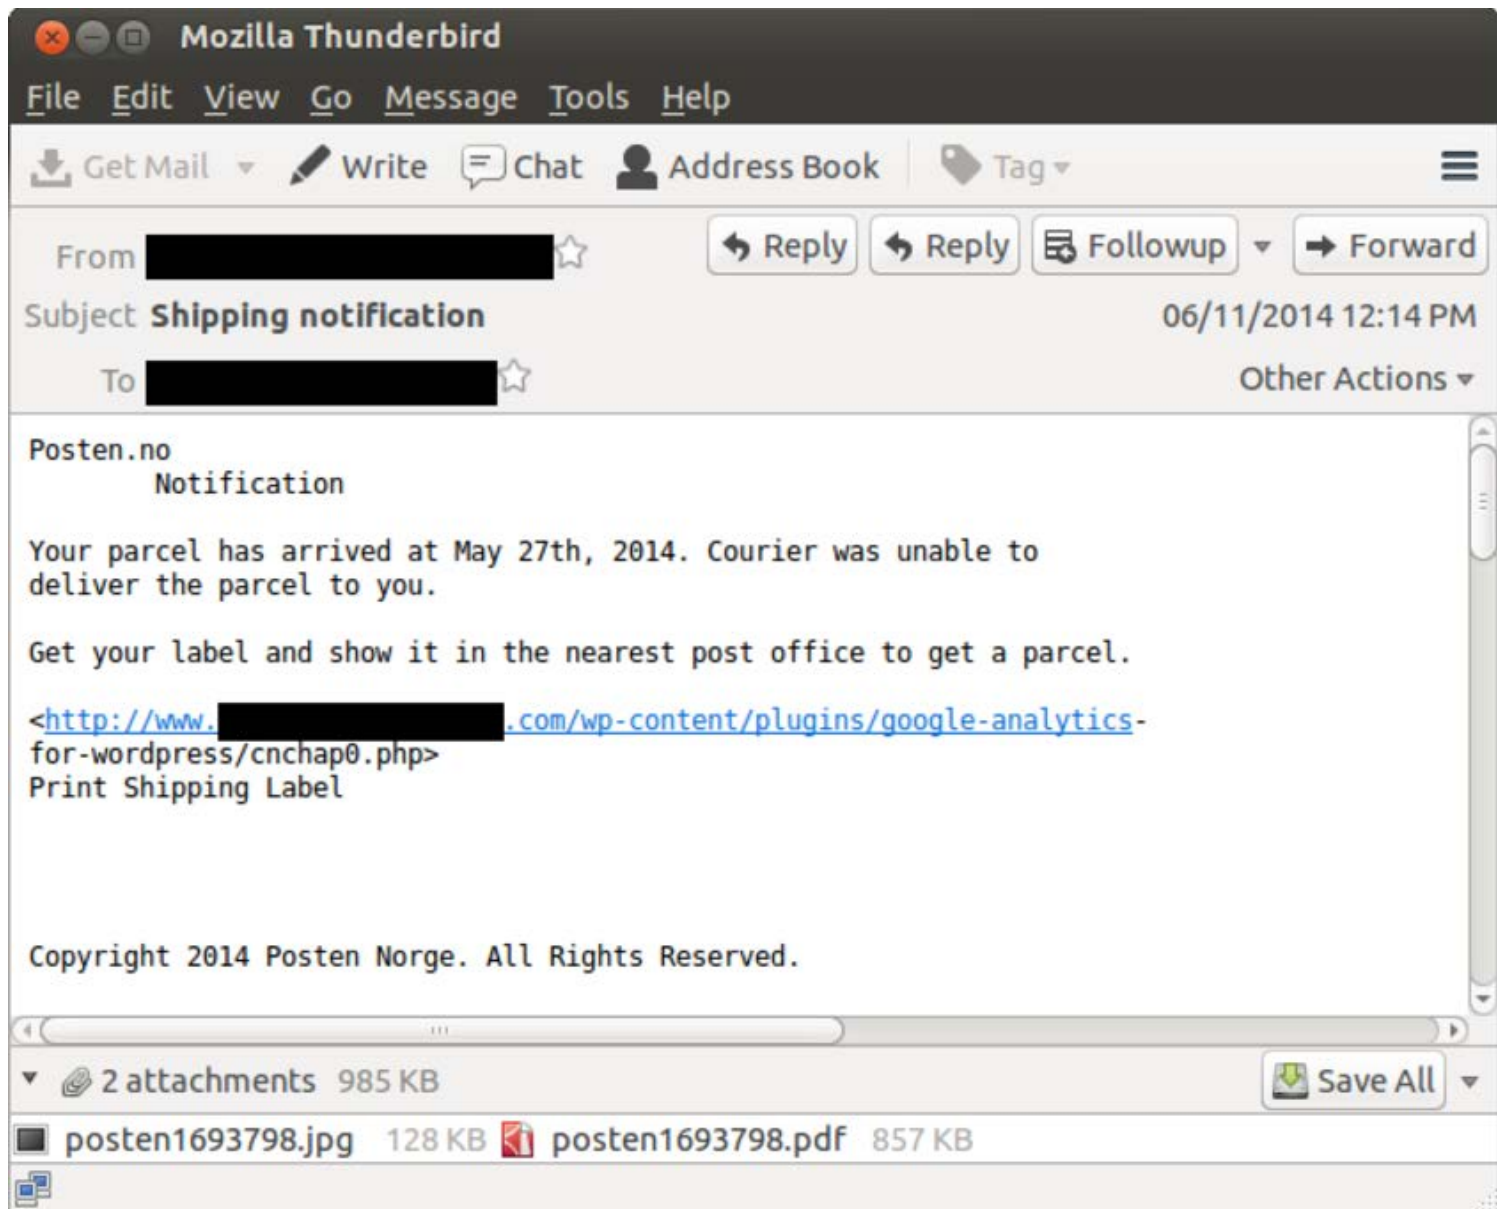 Mozilla Thunderbird
File Edit View Go Message Tools Help
Get Mail Write Chat Address Book Tag
From Reply Reply Followup Forward
Subject Shipping notification 06/11/2014 12:14 PM
To Other Actions
Posten.no
Notification
Your parcel has arrived at May 27th, 2014. Courier was unable to
deliver the parcel to you.
Get your label and show it in the nearest post office to get a parcel.
<http://www. .com/wp-content/plugins/google-analytics-
for-wordpress/cnchap0.php>
Print Shipping Label
Copyright 2014 Posten Norge. All Rights Reserved.
2 attachments 985 KB Save All
posten1693798.jpg 128 KB posten1693798.pdf 857 KB